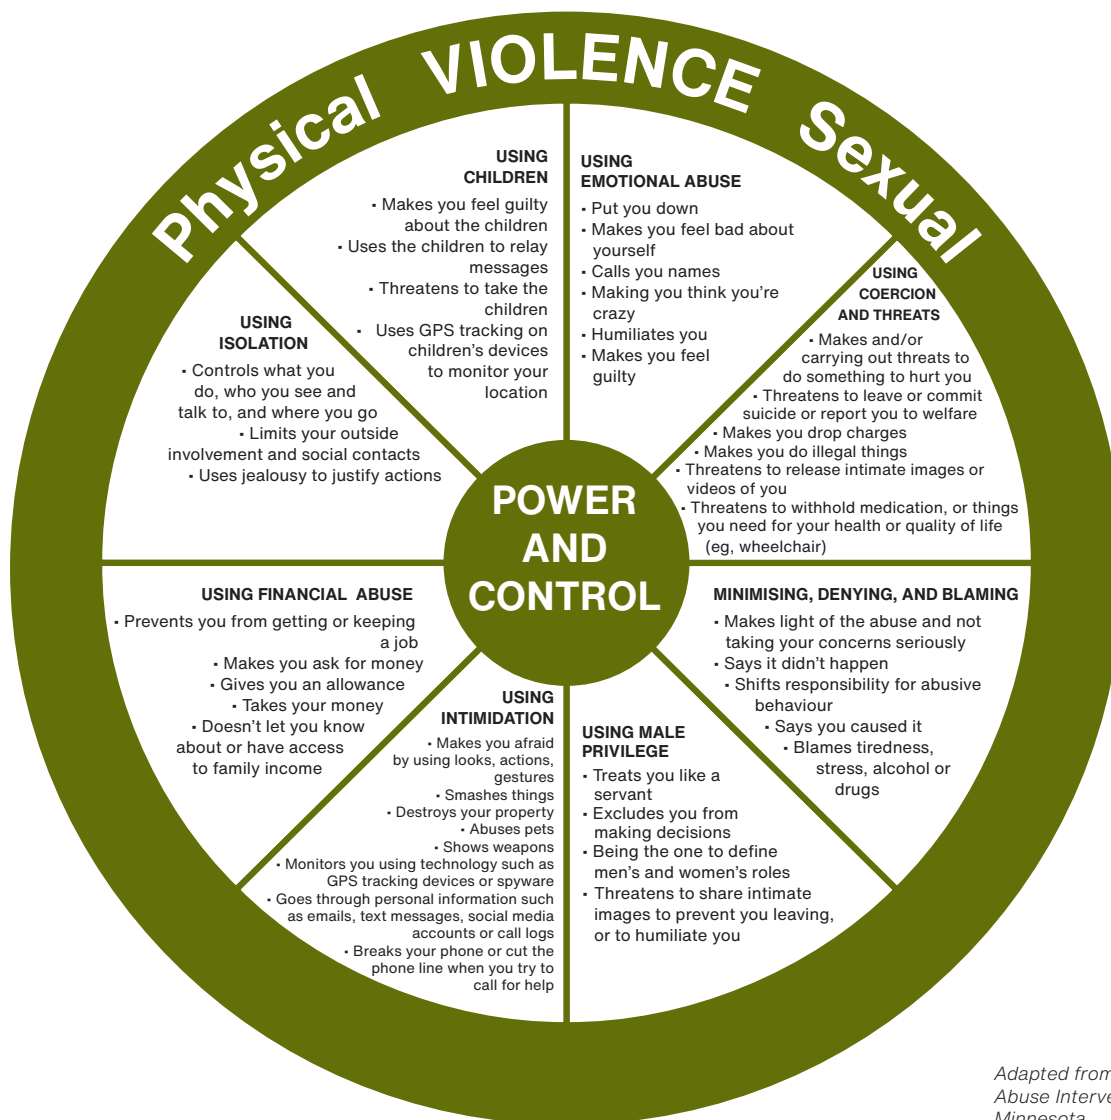 Physical VIOLENCE Sexual
USING
CHILDREN
▪ Makes you feel guilty
about the children
▪ Uses the children to relay
messages
▪ Threatens to take the
children
▪ Uses GPS tracking on
children’s devices
to monitor your
location
USING
EMOTIONAL ABUSE
▪ Put you down
▪ Makes you feel bad about
yourself
▪ Calls you names
▪ Making you think you’re
crazy
▪ Humiliates you
▪ Makes you feel
guilty
USING
COERCION
AND THREATS
▪ Makes and/or
carrying out threats to
do something to hurt you
▪ Threatens to leave or commit
suicide or report you to welfare
▪ Makes you drop charges
▪ Makes you do illegal things
▪ Threatens to release intimate images or
videos of you
▪ Threatens to withhold medication, or things
you need for your health or quality of life
(eg, wheelchair)
USING
ISOLATION
▪ Controls what you
do, who you see and
talk to, and where you go
▪ Limits your outside
involvement and social contacts
▪ Uses jealousy to justify actions
POWER
AND
CONTROL
USING FINANCIAL ABUSE
▪ Prevents you from getting or keeping
a job
▪ Makes you ask for money
▪ Gives you an allowance
▪ Takes your money
▪ Doesn’t let you know
about or have access
to family income
USING
INTIMIDATION
▪ Makes you afraid
by using looks, actions,
gestures
▪ Smashes things
▪ Destroys your property
▪ Abuses pets
▪ Shows weapons
▪ Monitors you using technology such as
GPS tracking devices or spyware
▪ Goes through personal information such
as emails, text messages, social media
accounts or call logs
▪ Breaks your phone or cut the
phone line when you try to
call for help
USING MALE
PRIVILEGE
▪ Treats you like a
servant
▪ Excludes you from
making decisions
▪ Being the one to define
men’s and women’s roles
▪ Threatens to share intimate
images to prevent you leaving,
or to humiliate you
MINIMISING, DENYING, AND BLAMING
▪ Makes light of the abuse and not
taking your concerns seriously
▪ Says it didn’t happen
▪ Shifts responsibility for abusive
behaviour
▪ Says you caused it
▪ Blames tiredness,
stress, alcohol or
drugs
Adapted from
Abuse
Minnesota